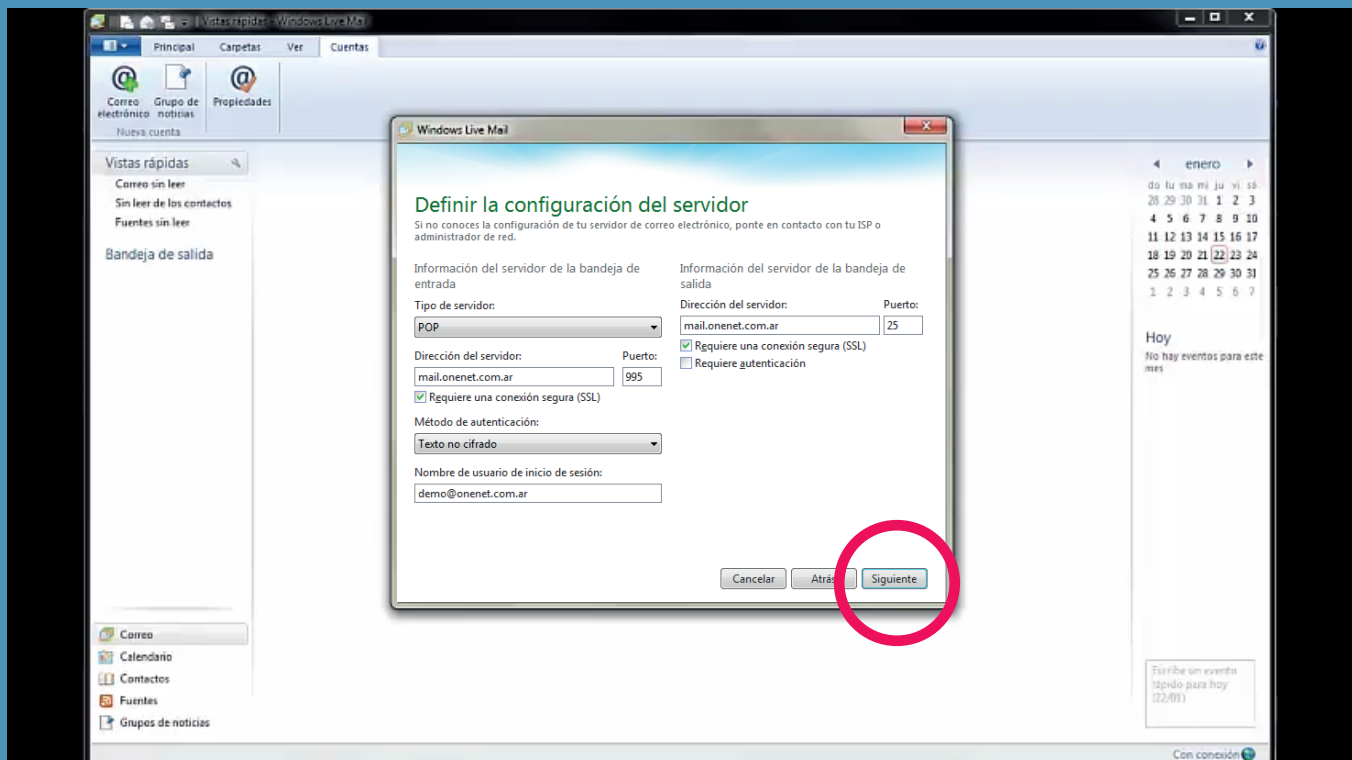 Vistas rápidas - Windows Live Mail
Principal Carpetas Ver Cuentas
Correo electrónico
Grupo de noticias
Propiedades
Nueva cuenta
Vistas rápidas
Correo sin leer
Sin leer de los contactos
Fuentes sin leer
Bandeja de salida
Windows Live Mail
Definir la configuración del servidor
Si no conoces la configuración de tu servidor de correo electrónico, ponte en contacto con tu ISP o
administrador de red.
Información del servidor de la bandeja de
entrada
Tipo de servidor:
POP
Dirección del servidor: Puerto:
mail.onenet.com.ar 995
Requiere una conexión segura (SSL)
Método de autenticación:
Texto no cifrado
Nombre de usuario de inicio de sesión:
demo@onenet.com.ar
Información del servidor de la bandeja de
salida
Dirección del servidor: Puerto:
mail.onenet.com.ar 25
Requiere una conexión segura (SSL)
Requiere autenticación
Cancelar Atrás Siguiente
enero
do lu ma mi ju vi sá
28 29 30 31 1 2 3
4 5 6 7 8 9 10
11 12 13 14 15 16 17
18 19 20 21 22 23 24
25 26 27 28 29 30 31
1 2 3 4 5 6 7
Hoy
No hay eventos para este
mes
Correo
Calendario
Contactos
Fuentes
Grupos de noticias
Escribe un evento
rápido para hoy
(22/01)
Con conexión